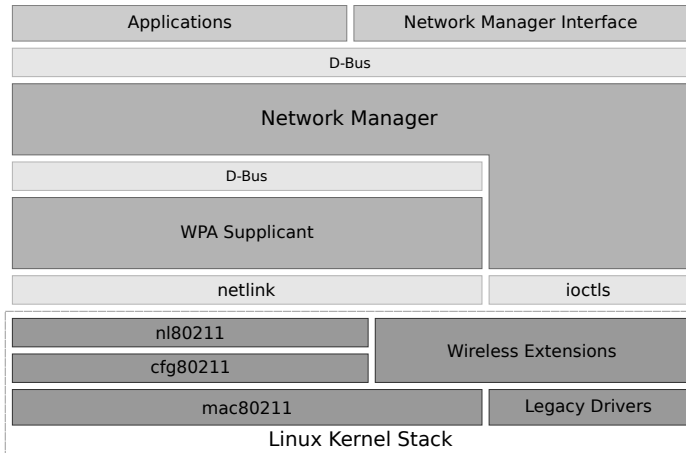 Applications
Network Manager Interface
D-Bus
Network Manager
D-Bus
WPA Supplicant
netlink
ioctls
nl80211
Wireless Extensions
cfg80211
mac80211
Legacy Drivers
Linux Kernel Stack